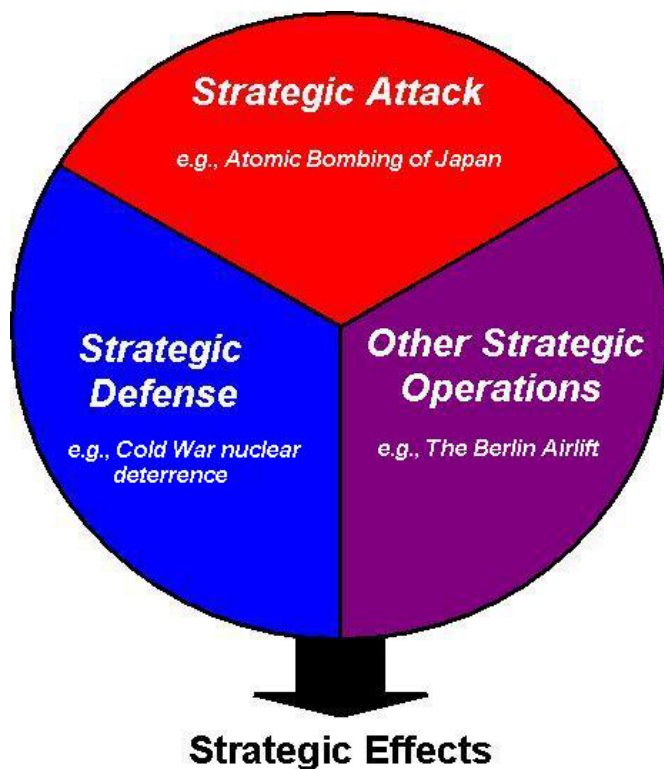 Strategic Attack
e.g., Atomic Bombing of Japan
Strategic
Defense
e.g., Cold War nuclear
deterrence
Other Strategic
Operations
e.g., The Berlin Airlift
Strategic Effects